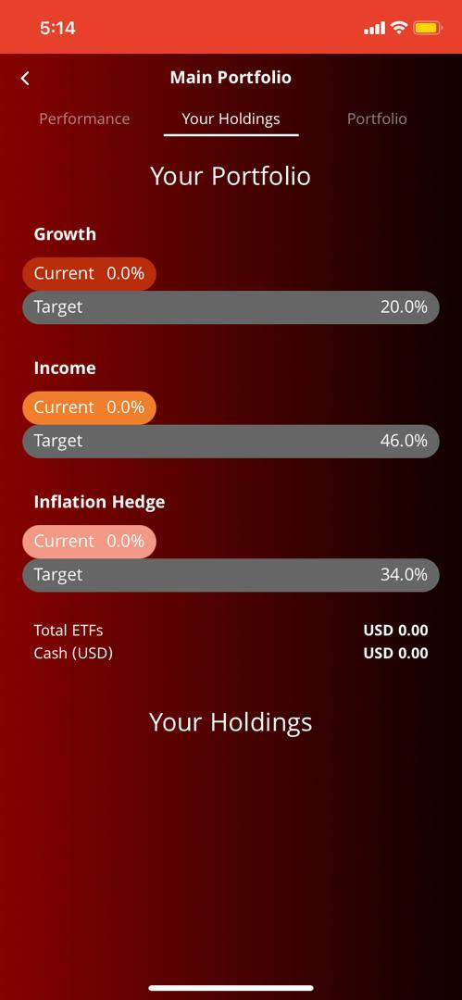 5:14
Main Portfolio
Performance Your Holdings Portfolio
Your Portfolio
Growth
Current 0.0%
Target 20.0%
Income
Current 0.0%
Target 46.0%
Inflation Hedge
Current 0.0%
Target 34.0%
Total ETFs USD 0.00
Cash (USD) USD 0.00
Your Holdings